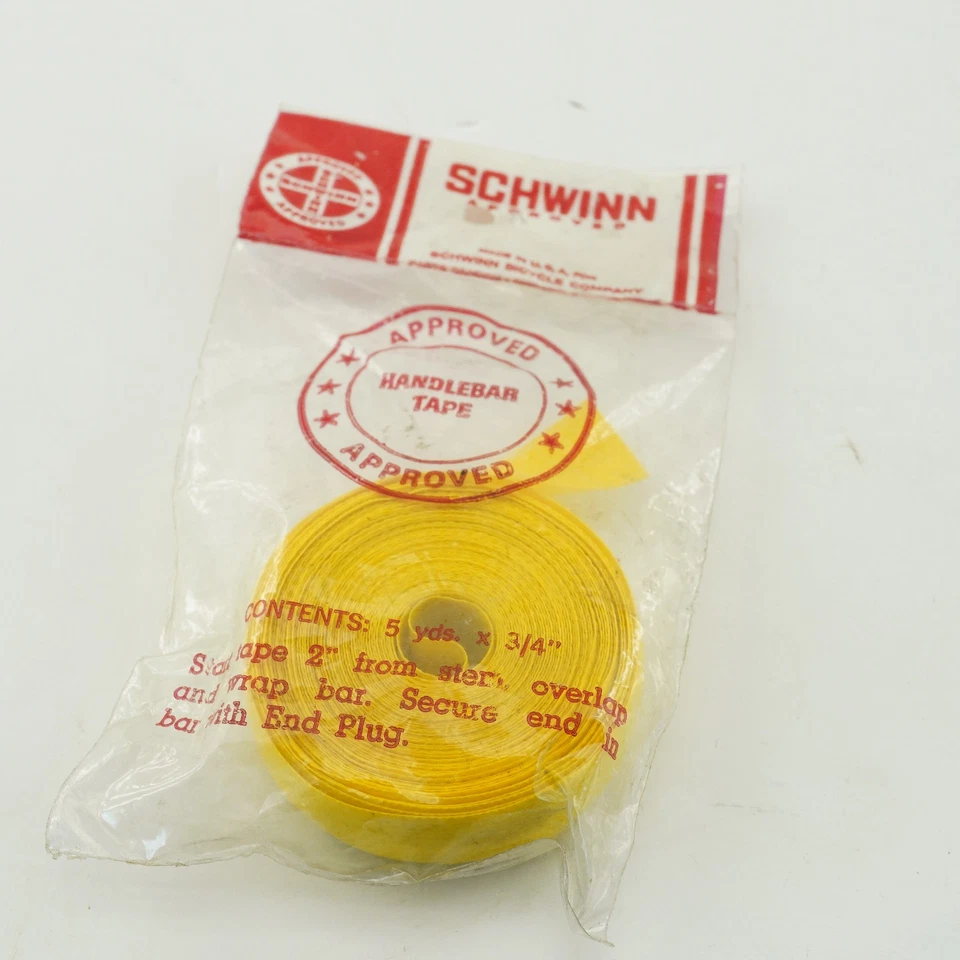 APPROVED
SCHWINN
APPROVED
SCHWINN
APPROVED
MADE IN U.S.A. FOR
SCHWINN BICYCLE COMPANY
APPROVED
HANDLEBAR
TAPE
APPROVED
CONTENTS: 5 yds. x 3/4"
Start tape 2" from stem, overlap
and wrap bar. Secure end in
bar with End Plug.